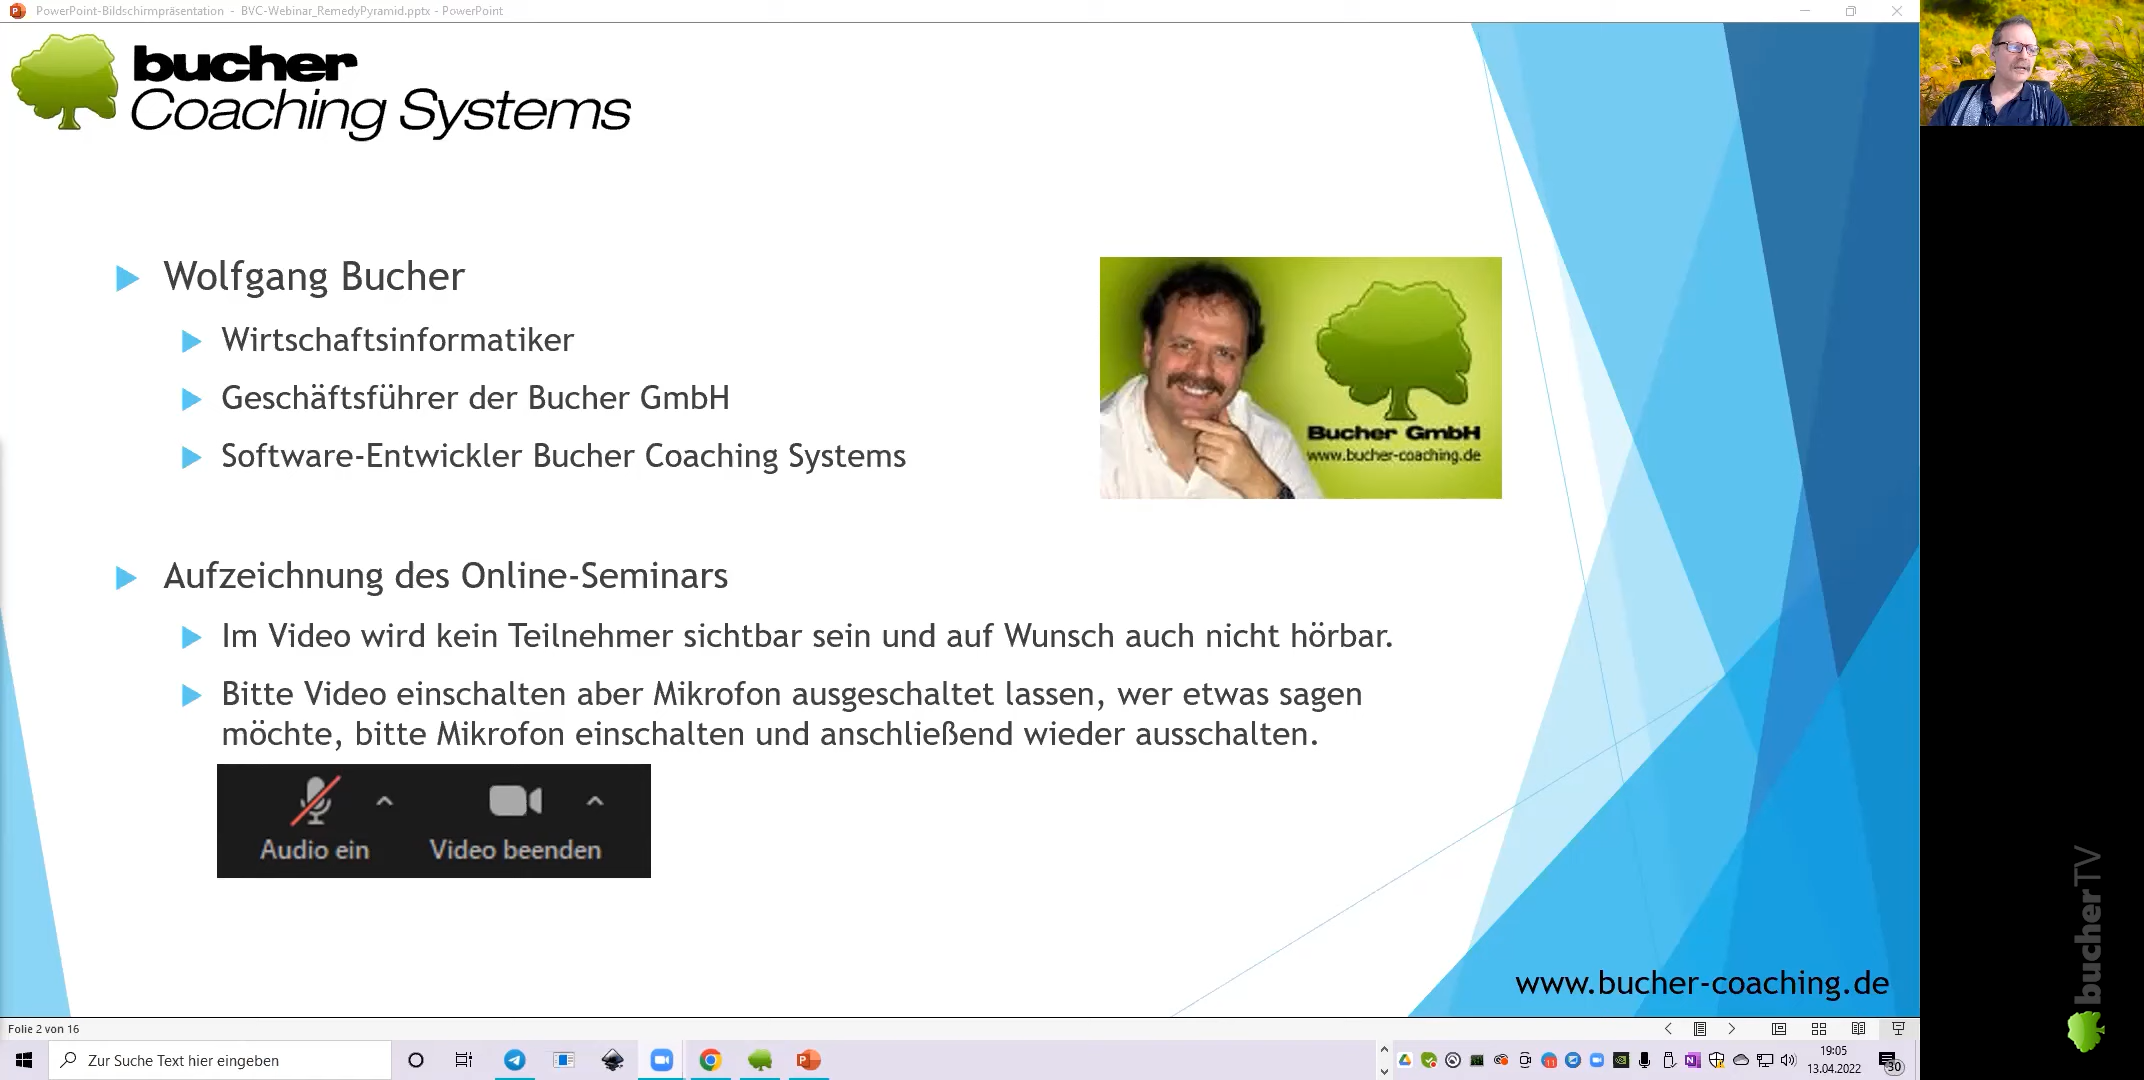 PowerPoint-Bildschirmpräsentation - BVC-Webinar_RemedyPyramid.pptx - PowerPoint
bucher
Coaching Systems
Wolfgang Bucher
Wirtschaftsinformatiker
Geschäftsführer der Bucher GmbH
Software-Entwickler Bucher Coaching Systems
Bucher GmbH
www.bucher-coaching.de
Aufzeichnung des Online-Seminars
Im Video wird kein Teilnehmer sichtbar sein und auf Wunsch auch nicht hörbar.
Bitte Video einschalten aber Mikrofon ausgeschaltet lassen, wer etwas sagen
möchte, bitte Mikrofon einschalten und anschließend wieder ausschalten.
Audio ein
Video beenden
www.bucher-coaching.de
bucherTV
Folie 2 von 16
Zur Suche Text hier eingeben
19:05
13.04.2022
30